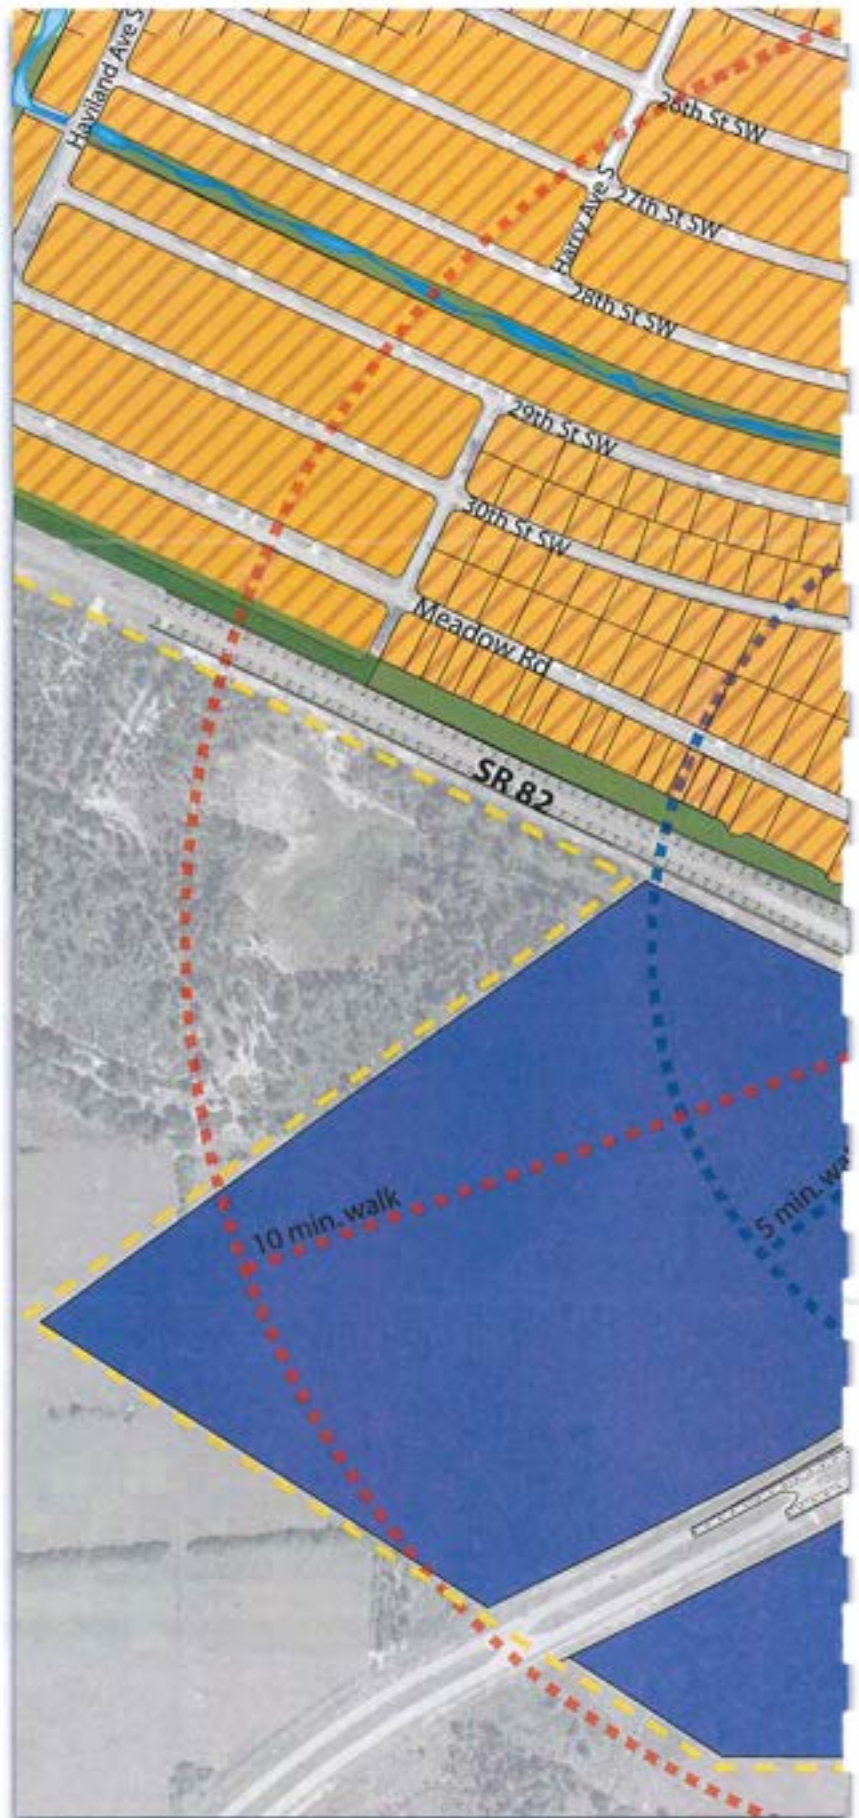 Haviland Ave S
26th St SW
27th St SW
Harry Ave S
28th St SW
29th St SW
30th St SW
Meadow Rd
SR 82
10 min. walk
5 min. wa